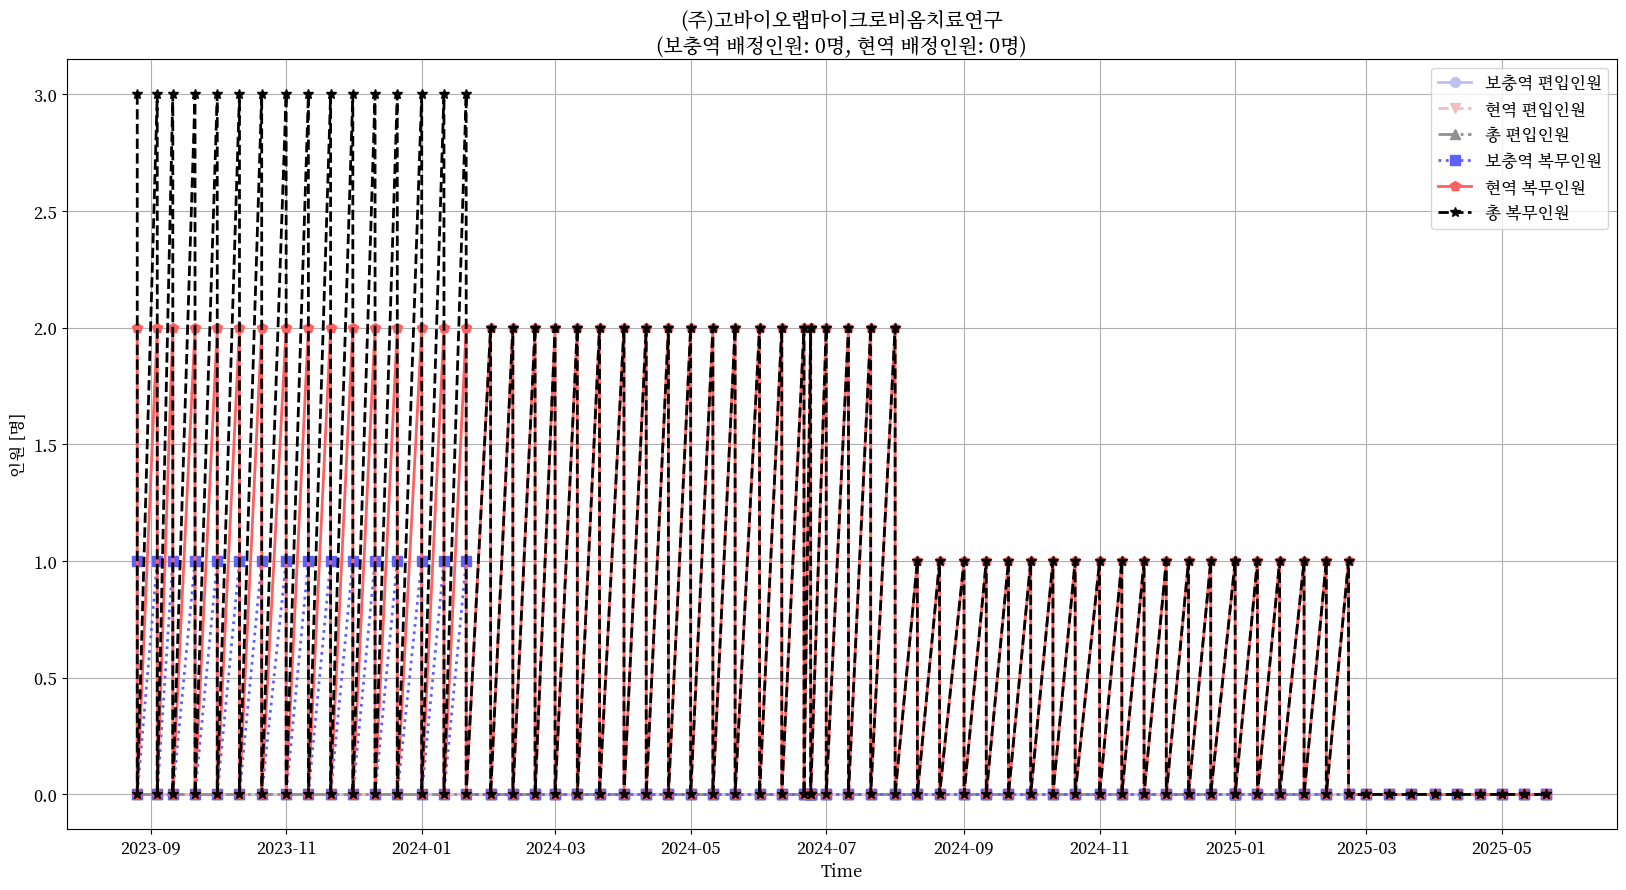 (주)고바이오랩마이크로비옴치료연구
(보충역 배정인원: 0명, 현역 배정인원: 0명)
보충역 편입인원
현역 편입인원
총 편입인원
보충역 복무인원
현역 복무인원
총 복무인원
인원 [명]
3.0
2.5
2.0
1.5
1.0
0.5
0.0
2023-09
2023-11
2024-01
2024-03
2024-05
2024-07
2024-09
2024-11
2025-01
2025-03
2025-05
Time